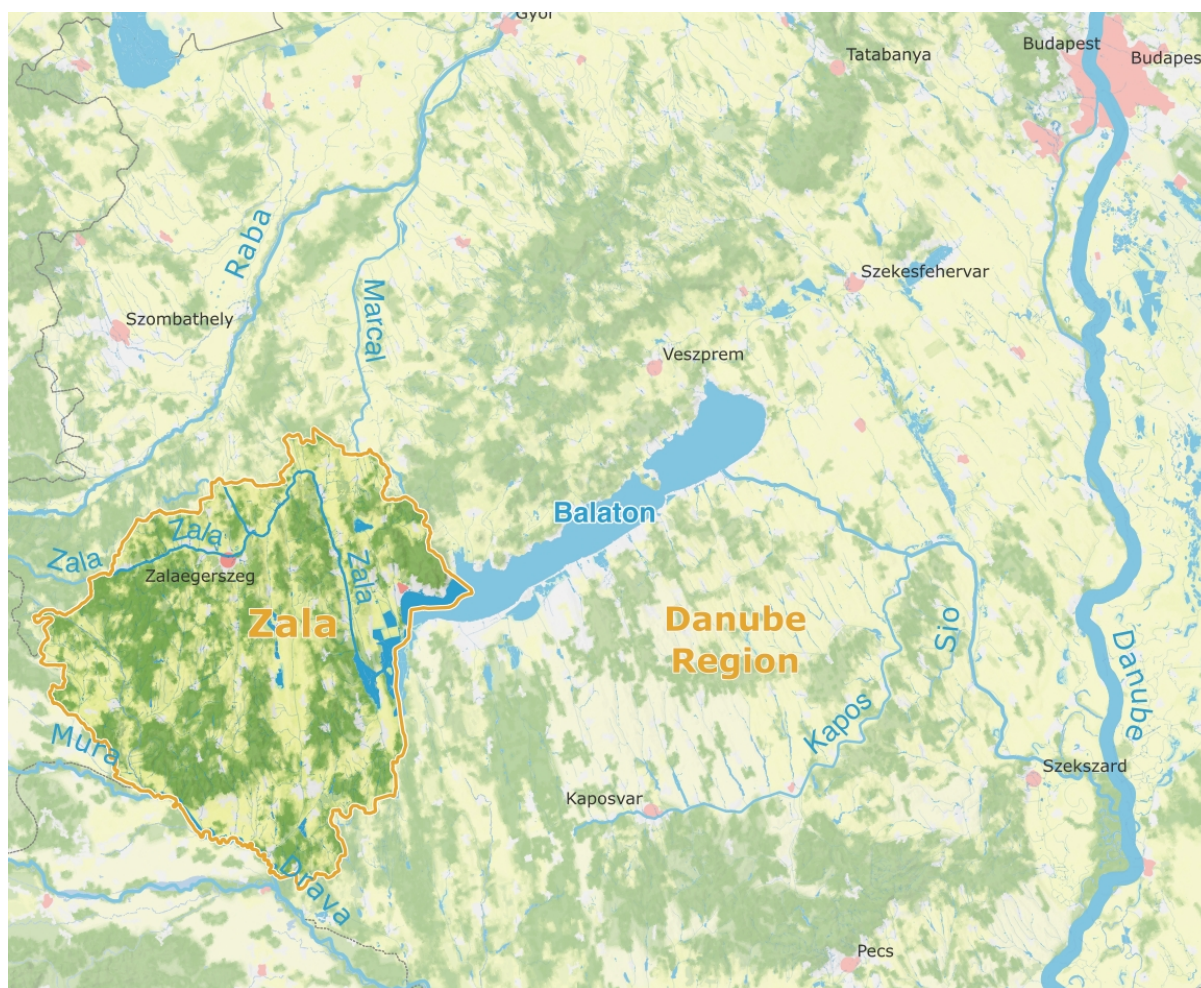 Gyor
Budapest
Tatabanya
Budapes
Raba
Szekesfehervar
Marcal
Szombathely
Veszprem
Balaton
Zala
Zala
Zala
Zalaegerszeg
Zala
Danube
Region
Sio
Danube
Kapos
Mura
Szekszard
Kaposvar
Drava
Pecs